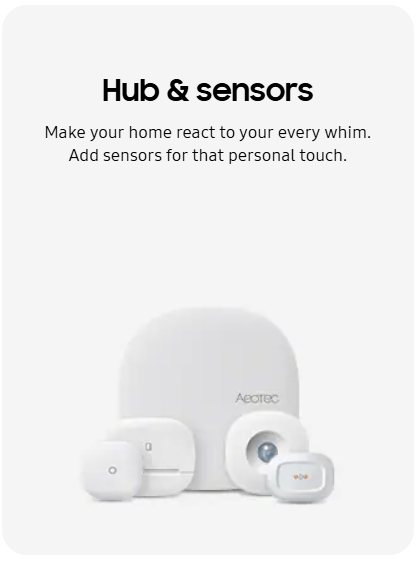 Hub & sensors
Make your home react to your every whim.
Add sensors for that personal touch.
Aeotec